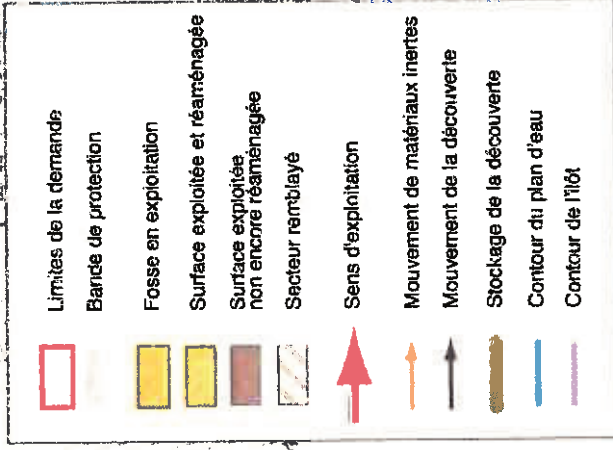 Limites de la demande
Bande de protection
Fosse en exploitation
Surface exploitée et réaménagée
Surface exploitée
non encore réaménagée
Secteur remblayé
Sens d'exploitation
Mouvement de matériaux inertes
Mouvement de la découverte
Stockage de la découverte
Contour du plan d'eau
Contour de l'îlôt